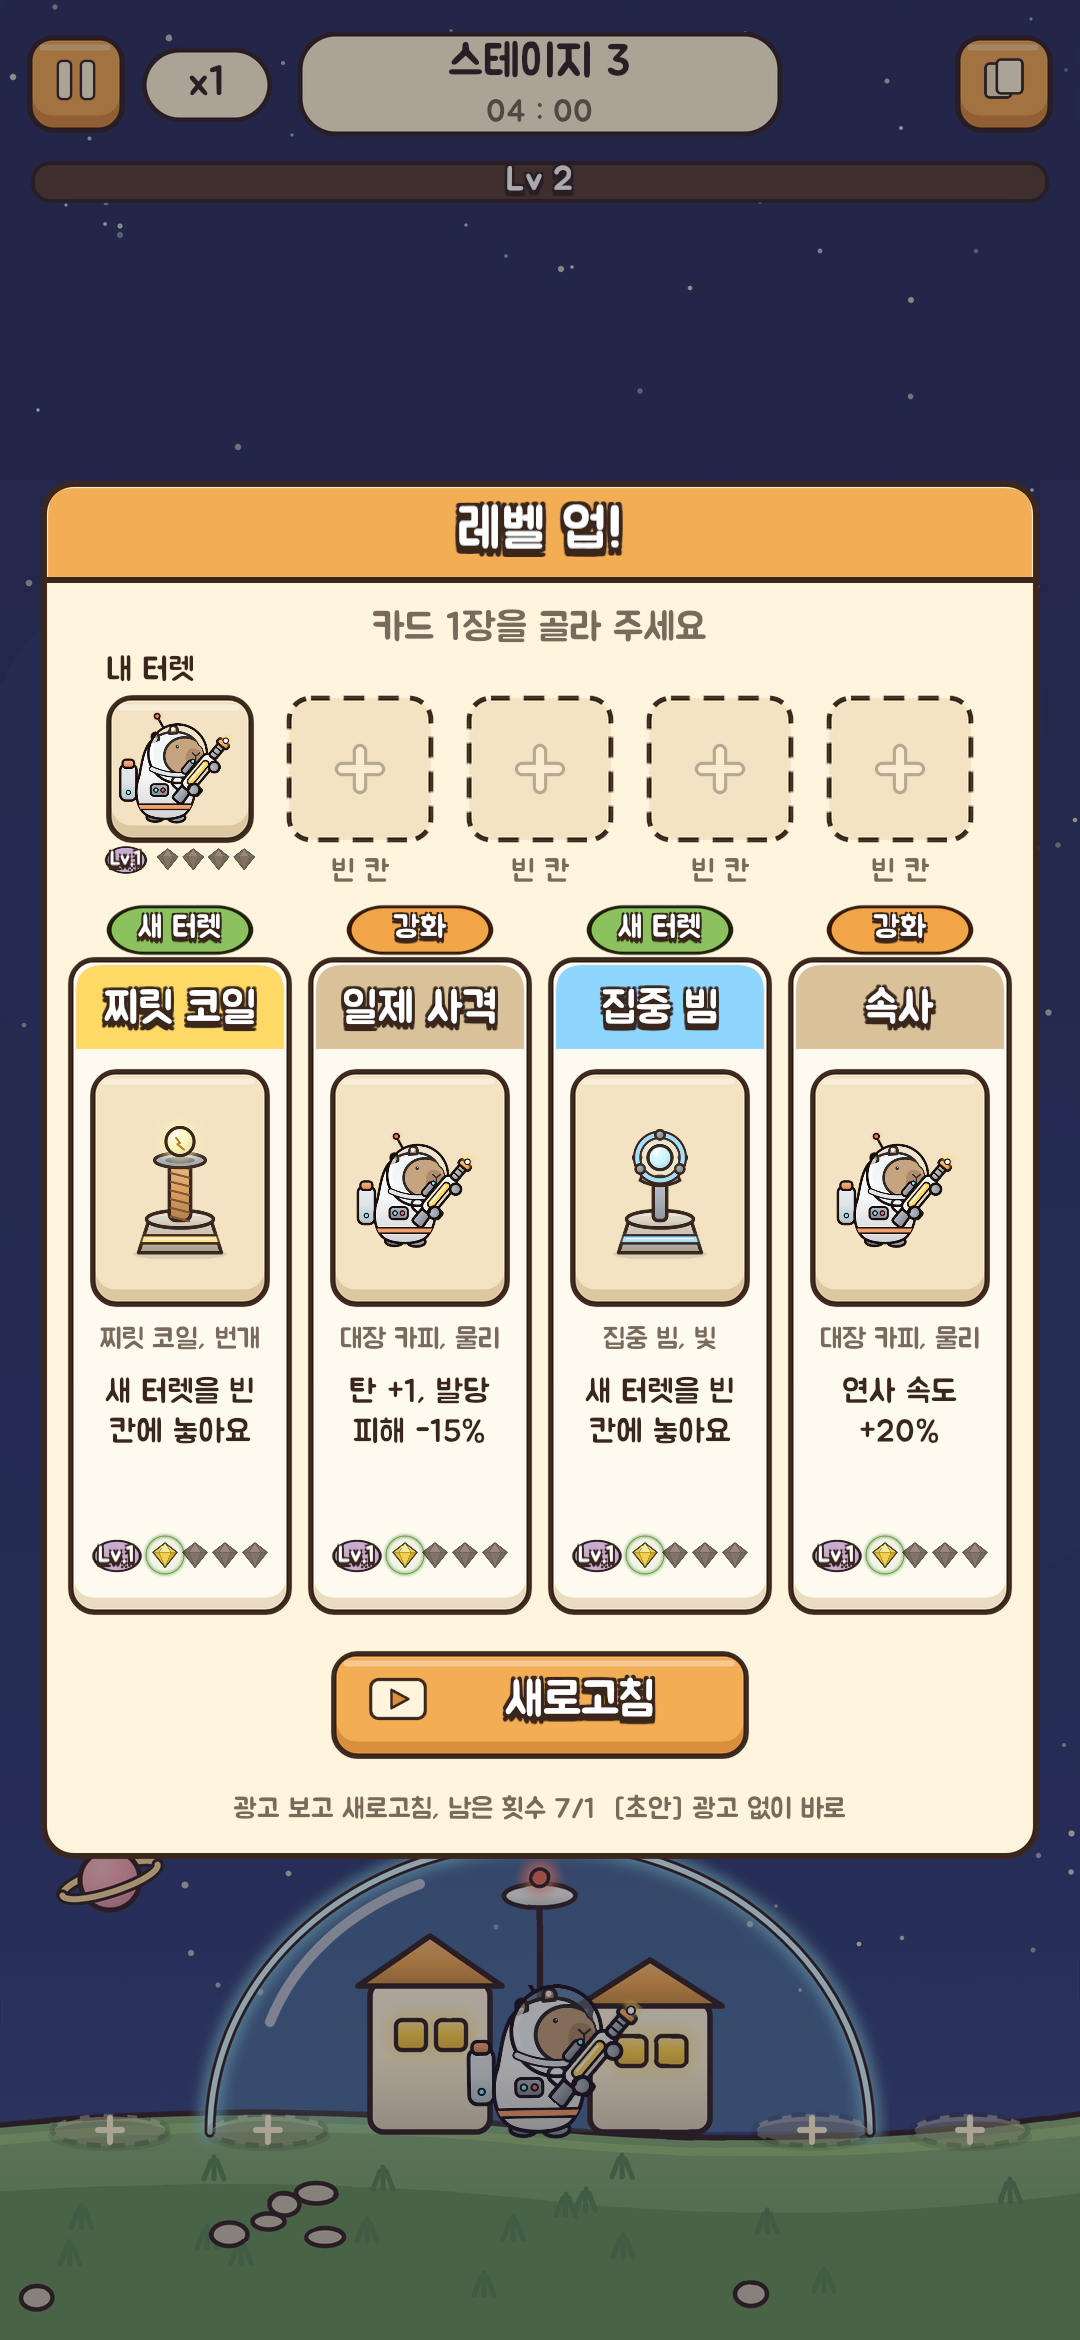 x1
스테이지 3
04 : 00
Lv 2
레벨 업!
카드 1장을 골라 주세요
내 터렛
Lv1
빈 칸
빈 칸
빈 칸
빈 칸
새 터렛
강화
새 터렛
강화
찌릿 코일
일제 사격
집중 빔
속사
찌릿 코일, 번개
대장 카피, 물리
집중 빔, 빛
대장 카피, 물리
새 터렛을 빈
칸에 놓아요
탄 +1, 발당
피해 -15%
새 터렛을 빈
칸에 놓아요
연사 속도
+20%
Lv1
Lv1
Lv1
Lv1
새로고침
광고 보고 새로고침, 남은 횟수 7/1 [초안] 광고 없이 바로